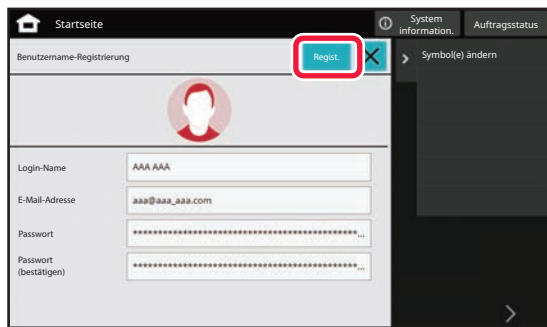 Startseite
System
information.
Auftragsstatus
Benutzername-Registrierung
Regist.
Symbol(e) ändern
Login-Name
AAA AAA
E-Mail-Adresse
aaa@aaa_aaa.com
Passwort
*********************************************...
Passwort
(bestätigen)
*********************************************...